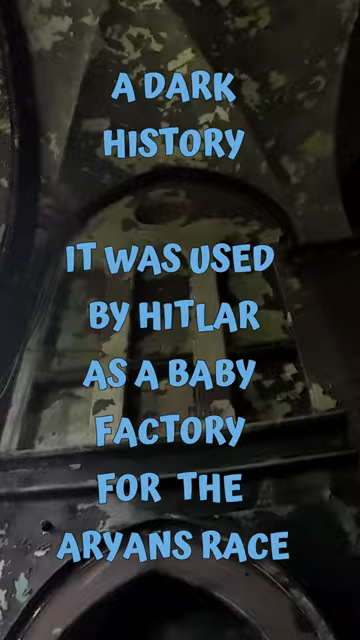 A DARK
HISTORY
IT WAS USED
BY HITLAR
AS A BABY
FACTORY
FOR THE
ARYANS RACE